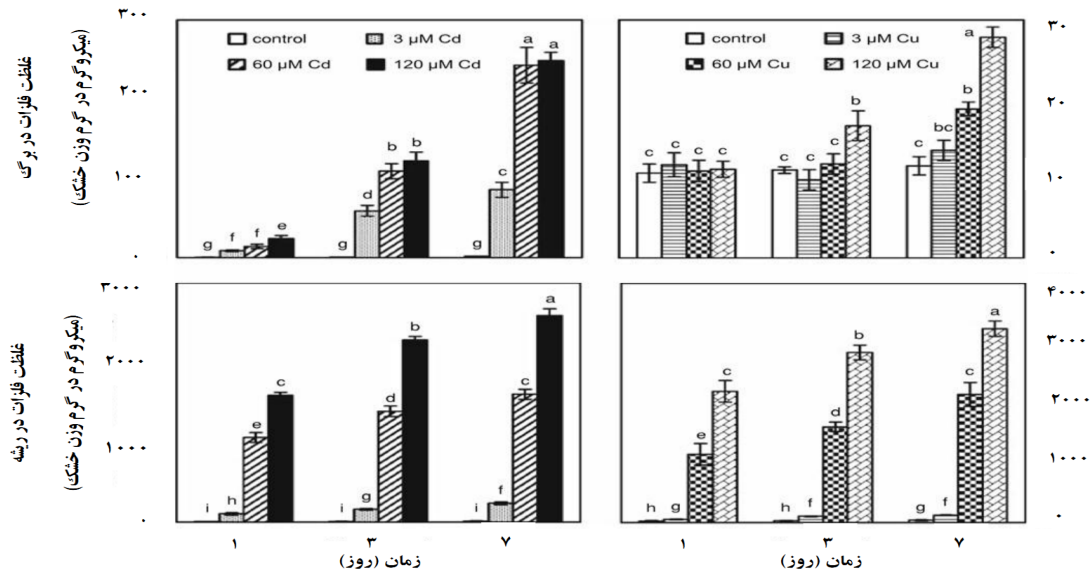 غلظت فلزات در برگ
(میکروگرم در گرم وزن خشک)
۳۰۰
۲۰۰
۱۰۰
۰
control 3 µM Cd
60 µM Cd 120 µM Cd
g f f e
g d b b
g c a a
control 3 µM Cu
60 µM Cu 120 µM Cu
c c c c
c c c b
c bc b a
۳۰
۲۰
۱۰
۰
غلظت فلزات در ریشه
(میکروگرم در گرم وزن خشک)
۳۰۰۰
۲۰۰۰
۱۰۰۰
۰
i h e c
i g d b
i f c a
h g e c
h f d b
g f c a
۴۰۰۰
۳۰۰۰
۲۰۰۰
۱۰۰۰
۰
۱ ۳ ۷
زمان (روز)
۱ ۳ ۷
زمان (روز)